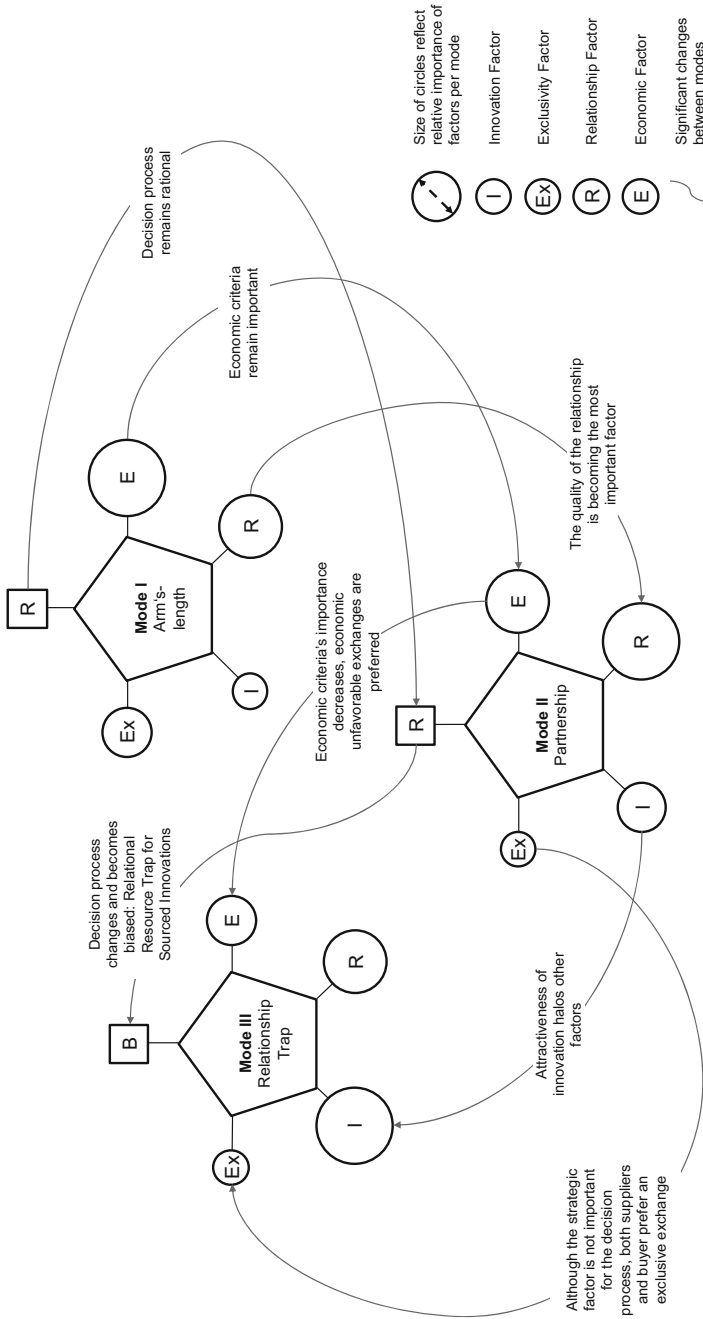 R
Ex
E
I
R
Mode I
Arm's-
length
Decision process
remains rational
Economic criteria
remain important
The quality of the relationship
is becoming the most
important factor
R
Ex
E
I
R
Mode II
Partnership
Economic criteria's importance
decreases, economic
unfavorable exchanges are
preferred
Decision process
changes and becomes
biased: Relational
Resource Trap for
Sourced Innovations
B
Ex
E
I
R
Mode III
Relationship
Trap
Attractiveness of
innovation halos other
factors
Although the strategic
factor is not important
for the decision
process, both suppliers
and buyer prefer an
exclusive exchange
Size of circles reflect
relative importance of
factors per mode
I
Innovation Factor
Ex
Exclusivity Factor
R
Relationship Factor
E
Economic Factor
Significant changes
between modes